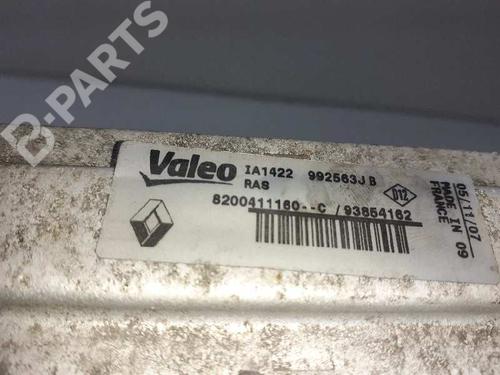 B-PARTS
Valeo IA1422 992563J B
RAS
8200411160--C / 93854162
D12
05/11/07
MADE IN 09
FRANCE